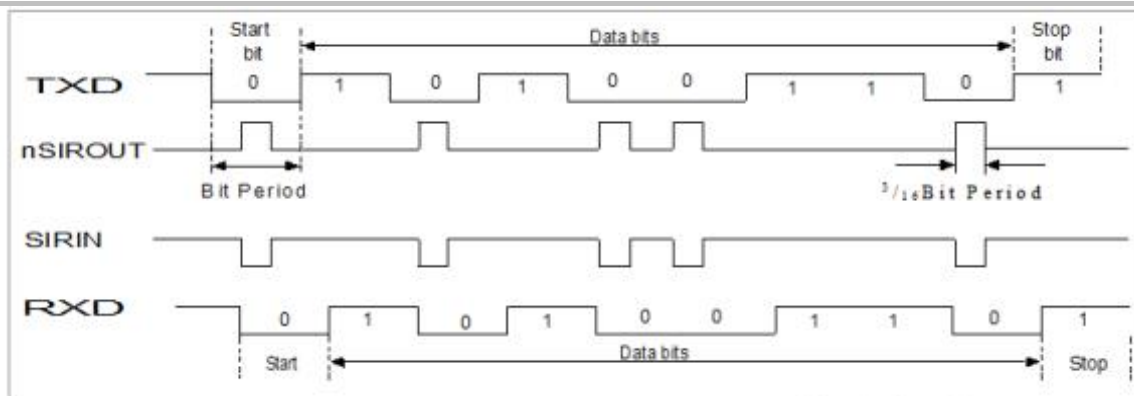 Start bit
Data bits
Stop bit
TXD
0 1 0 1 0 0 1 1 0 1
nSIROUT
Bit Period
3/16Bit Period
SIRIN
RXD
0 1 0 1 0 0 1 1 0 1
Start
Data bits
Stop